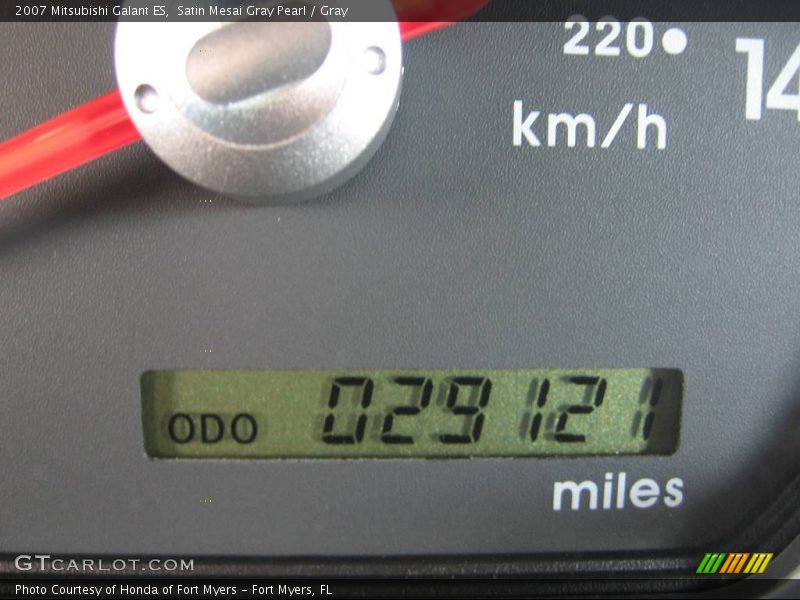 2007 Mitsubishi Galant ES, Satin Mesai Gray Pearl / Gray
220
14
km/h
ODO 029121
miles
GTCARLOT.COM
Photo Courtesy of Honda of Fort Myers - Fort Myers, FL